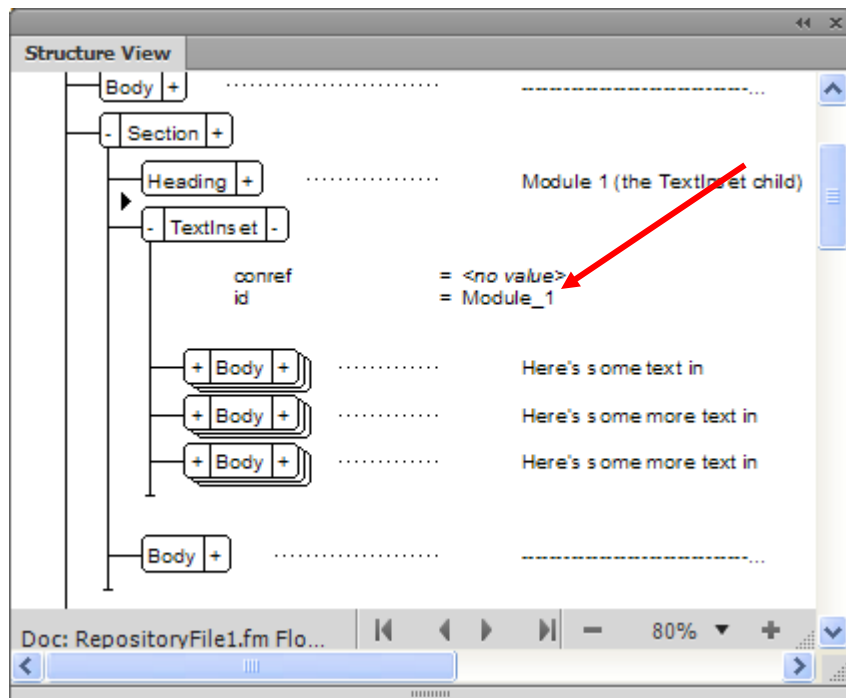 Structure View
Body +
- Section +
Heading + Module 1 (the TextInset child)
- TextInset -
conref = <no value>
id = Module_1
+ Body + Here's some text in
+ Body + Here's some more text in
+ Body + Here's some more text in
Body +
Doc: RepositoryFile1.fm Flo... 80%